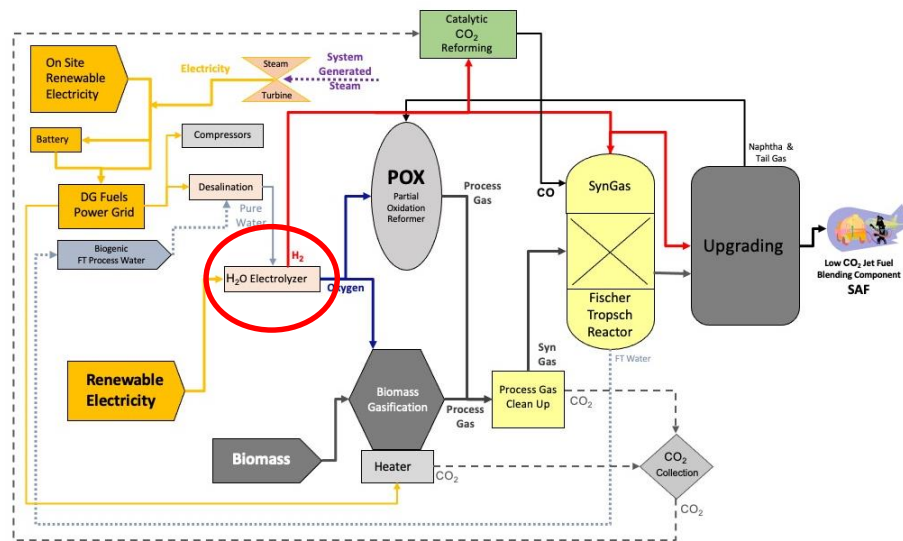 Catalytic
CO2
Reforming
On Site
Renewable
Electricity
Electricity
Steam
Turbine
System
Generated
Steam
Battery
Compressors
DG Fuels
Power Grid
Desalination
Pure
Water
Biogenic
FT Process Water
H2
H2O Electrolyzer
Oxygen
POX
Partial
Oxidation
Reformer
Process
Gas
CO
SynGas
Fischer
Tropsch
Reactor
Naphtha &
Tail Gas
Upgrading
Low CO2 Jet Fuel
Blending Component
SAF
FT Water
Renewable
Electricity
Biomass
Biomass
Gasification
Heater
Process
Gas
Syn
Gas
Process Gas
Clean Up
CO2
CO2
CO2
Collection
CO2